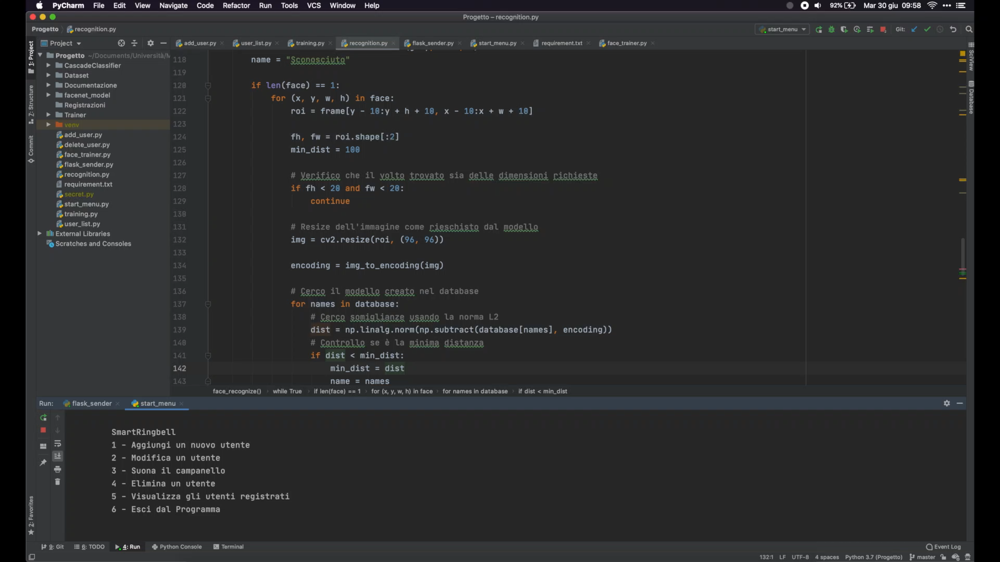 PyCharm File Edit View Navigate Code Refactor Run Tools VCS Window Help 92% Mar 30 giu 09:58
Progetto – recognition.py
Progetto recognition.py start_menu Git:
1: Project Project add_user.py user_list.py training.py recognition.py flask_sender.py start_menu.py requirement.txt face_trainer.py
Progetto ~/Documents/Università/M
CascadeClassifier
Dataset
Documentazione
facenet_model
Registrazioni
Trainer
venv
add_user.py
delete_user.py
face_trainer.py
flask_sender.py
recognition.py
requirement.txt
secret.py
start_menu.py
training.py
user_list.py
External Libraries
Scratches and Consoles
Z: Structure
Commit
2: Favorites
SciView
Database
118 name = "Sconosciuto"
119
120 if len(face) == 1:
121 for (x, y, w, h) in face:
122 roi = frame[y - 10:y + h + 10, x - 10:x + w + 10]
123
124 fh, fw = roi.shape[:2]
125 min_dist = 100
126
127 # Verifico che il volto trovato sia delle dimensioni richieste
128 if fh < 20 and fw < 20:
129 continue
130
131 # Resize dell'immagine come rieschisto dal modello
132 img = cv2.resize(roi, (96, 96))
133
134 encoding = img_to_encoding(img)
135
136 # Cerco il modello creato nel database
137 for names in database:
138 # Cerco somiglianze usando la norma L2
139 dist = np.linalg.norm(np.subtract(database[names], encoding))
140 # Controllo se è la minima distanza
141 if dist < min_dist:
142 min_dist = dist
143 name = names
face_recognize() while True if len(face) == 1 for (x, y, w, h) in face for names in database if dist < min_dist
Run: flask_sender start_menu
SmartRingbell
1 - Aggiungi un nuovo utente
2 - Modifica un utente
3 - Suona il campanello
4 - Elimina un utente
5 - Visualizza gli utenti registrati
6 - Esci dal Programma
9: Git 6: TODO 4: Run Python Console Terminal Event Log
132:1 LF UTF-8 4 spaces Python 3.7 (Progetto) master